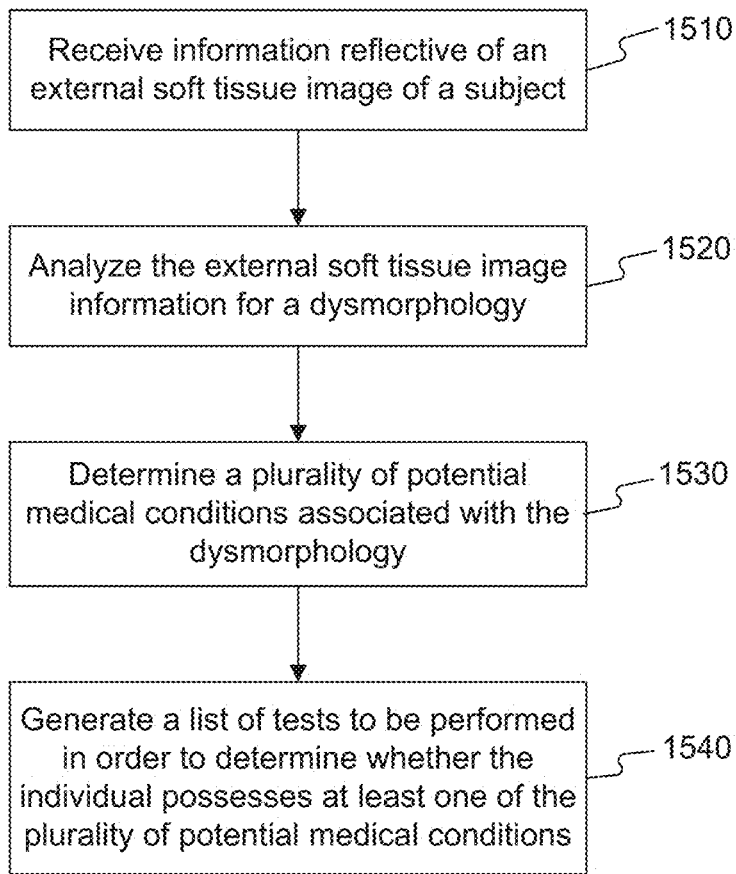 Receive information reflective of an
external soft tissue image of a subject
1510
Analyze the external soft tissue image
information for a dysmorphology
1520
Determine a plurality of potential
medical conditions associated with the
dysmorphology
1530
Generate a list of tests to be performed
in order to determine whether the
individual possesses at least one of the
plurality of potential medical conditions
1540